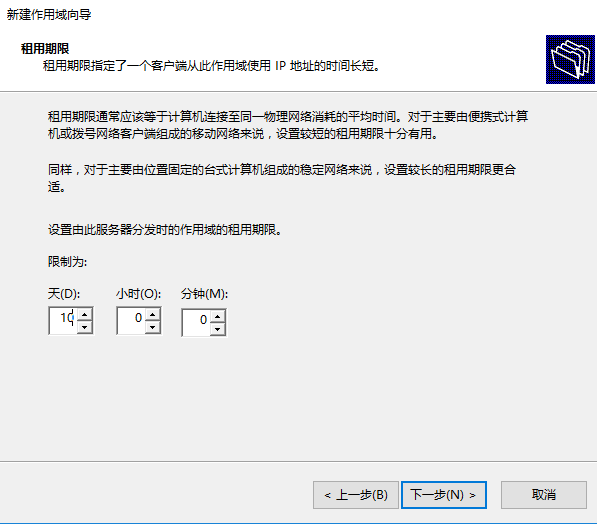 新建作用域向导
租用期限
租用期限指定了一个客户端从此作用域使用 IP 地址的时间长短。
租用期限通常应该等于计算机连接至同一物理网络消耗的平均时间。对于主要由便携式计算
机或拨号网络客户端组成的移动网络来说，设置较短的租用期限十分有用。
同样，对于主要由位置固定的台式计算机组成的稳定网络来说，设置较长的租用期限更合
适。
设置由此服务器分发时的作用域的租用期限。
限制为:
天(D): 小时(O): 分钟(M):
10 0 0
< 上一步(B) 下一步(N) > 取消